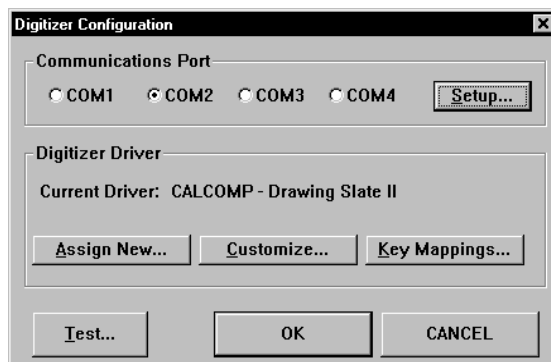 Digitizer Configuration
Communications Port
COM1 COM2 COM3 COM4 Setup...
Digitizer Driver
Current Driver: CALCOMP - Drawing Slate II
Assign New... Customize... Key Mappings...
Test... OK CANCEL